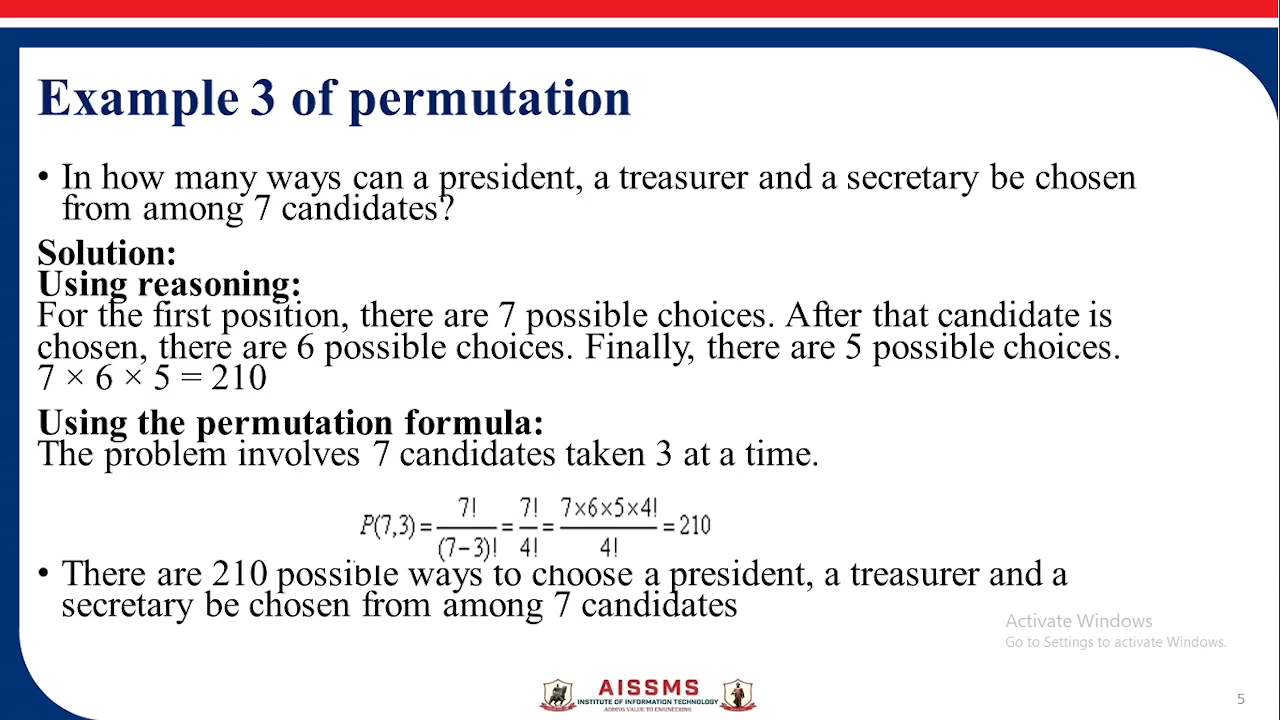 Example 3 of permutation
• In how many ways can a president, a treasurer and a secretary be chosen
from among 7 candidates?
Solution:
Using reasoning:
For the first position, there are 7 possible choices. After that candidate is
chosen, there are 6 possible choices. Finally, there are 5 possible choices.
7 × 6 × 5 = 210
Using the permutation formula:
The problem involves 7 candidates taken 3 at a time.
P(7,3) = 7!/(7−3)! = 7!/4! = 7×6×5×4!/4! = 210
• There are 210 possible ways to choose a president, a treasurer and a
secretary be chosen from among 7 candidates
Activate Windows
Go to Settings to activate Windows.
AISSMS
INSTITUTE OF INFORMATION TECHNOLOGY
ADDING VALUE TO ENGINEERING
5